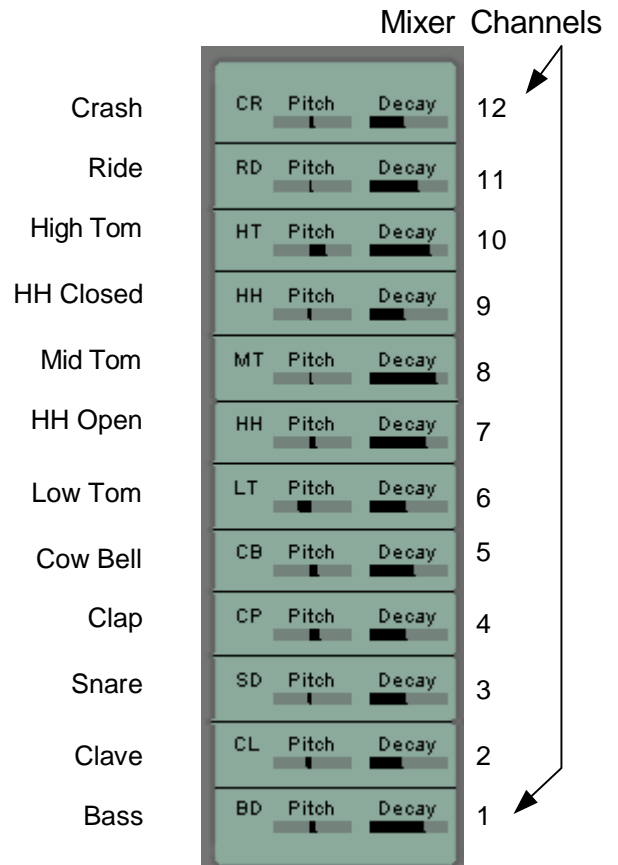 Mixer Channels
Crash CR Pitch Decay 12
Ride RD Pitch Decay 11
High Tom HT Pitch Decay 10
HH Closed HH Pitch Decay 9
Mid Tom MT Pitch Decay 8
HH Open HH Pitch Decay 7
Low Tom LT Pitch Decay 6
Cow Bell CB Pitch Decay 5
Clap CP Pitch Decay 4
Snare SD Pitch Decay 3
Clave CL Pitch Decay 2
Bass BD Pitch Decay 1